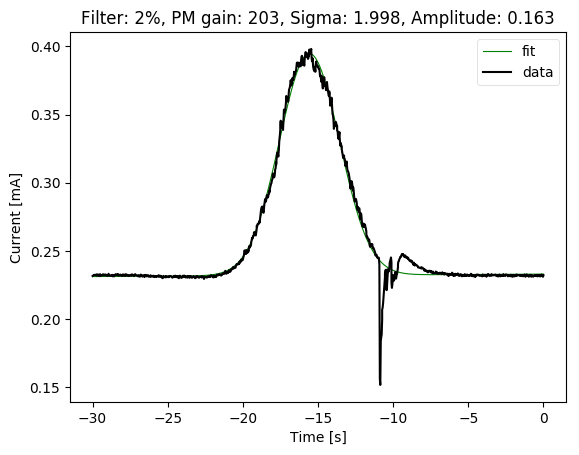 Filter: 2%, PM gain: 203, Sigma: 1.998, Amplitude: 0.163
fit
data
0.40
0.35
0.30
0.25
0.20
0.15
Current [mA]
−30 −25 −20 −15 −10 −5 0
Time [s]